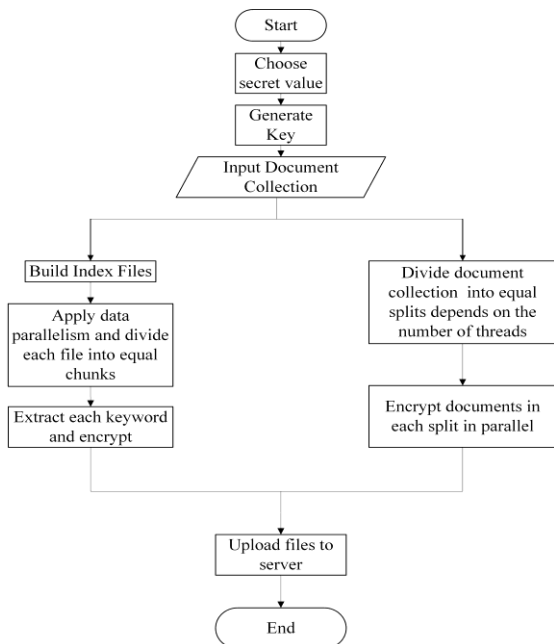 Start
Choose
secret value
Generate
Key
Input Document
Collection
Build Index Files
Apply data
parallelism and divide
each file into equal
chunks
Extract each keyword
and encrypt
Divide document
collection into equal
splits depends on the
number of threads
Encrypt documents in
each split in parallel
Upload files to
server
End